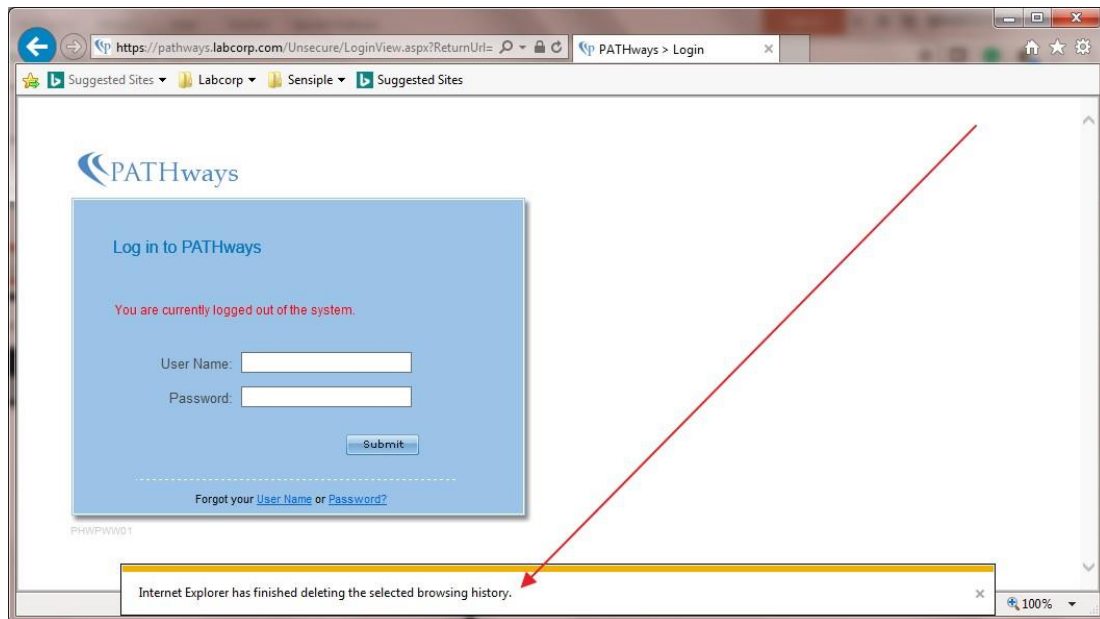 https://pathways.labcorp.com/Unsecure/LoginView.aspx?ReturnUrl=
PATHways > Login
Suggested Sites
Labcorp
Sensiple
Suggested Sites
PATHways
Log in to PATHways
You are currently logged out of the system.
User Name:
Password:
Submit
Forgot your User Name or Password?
PHWPWW01
Internet Explorer has finished deleting the selected browsing history.
100%